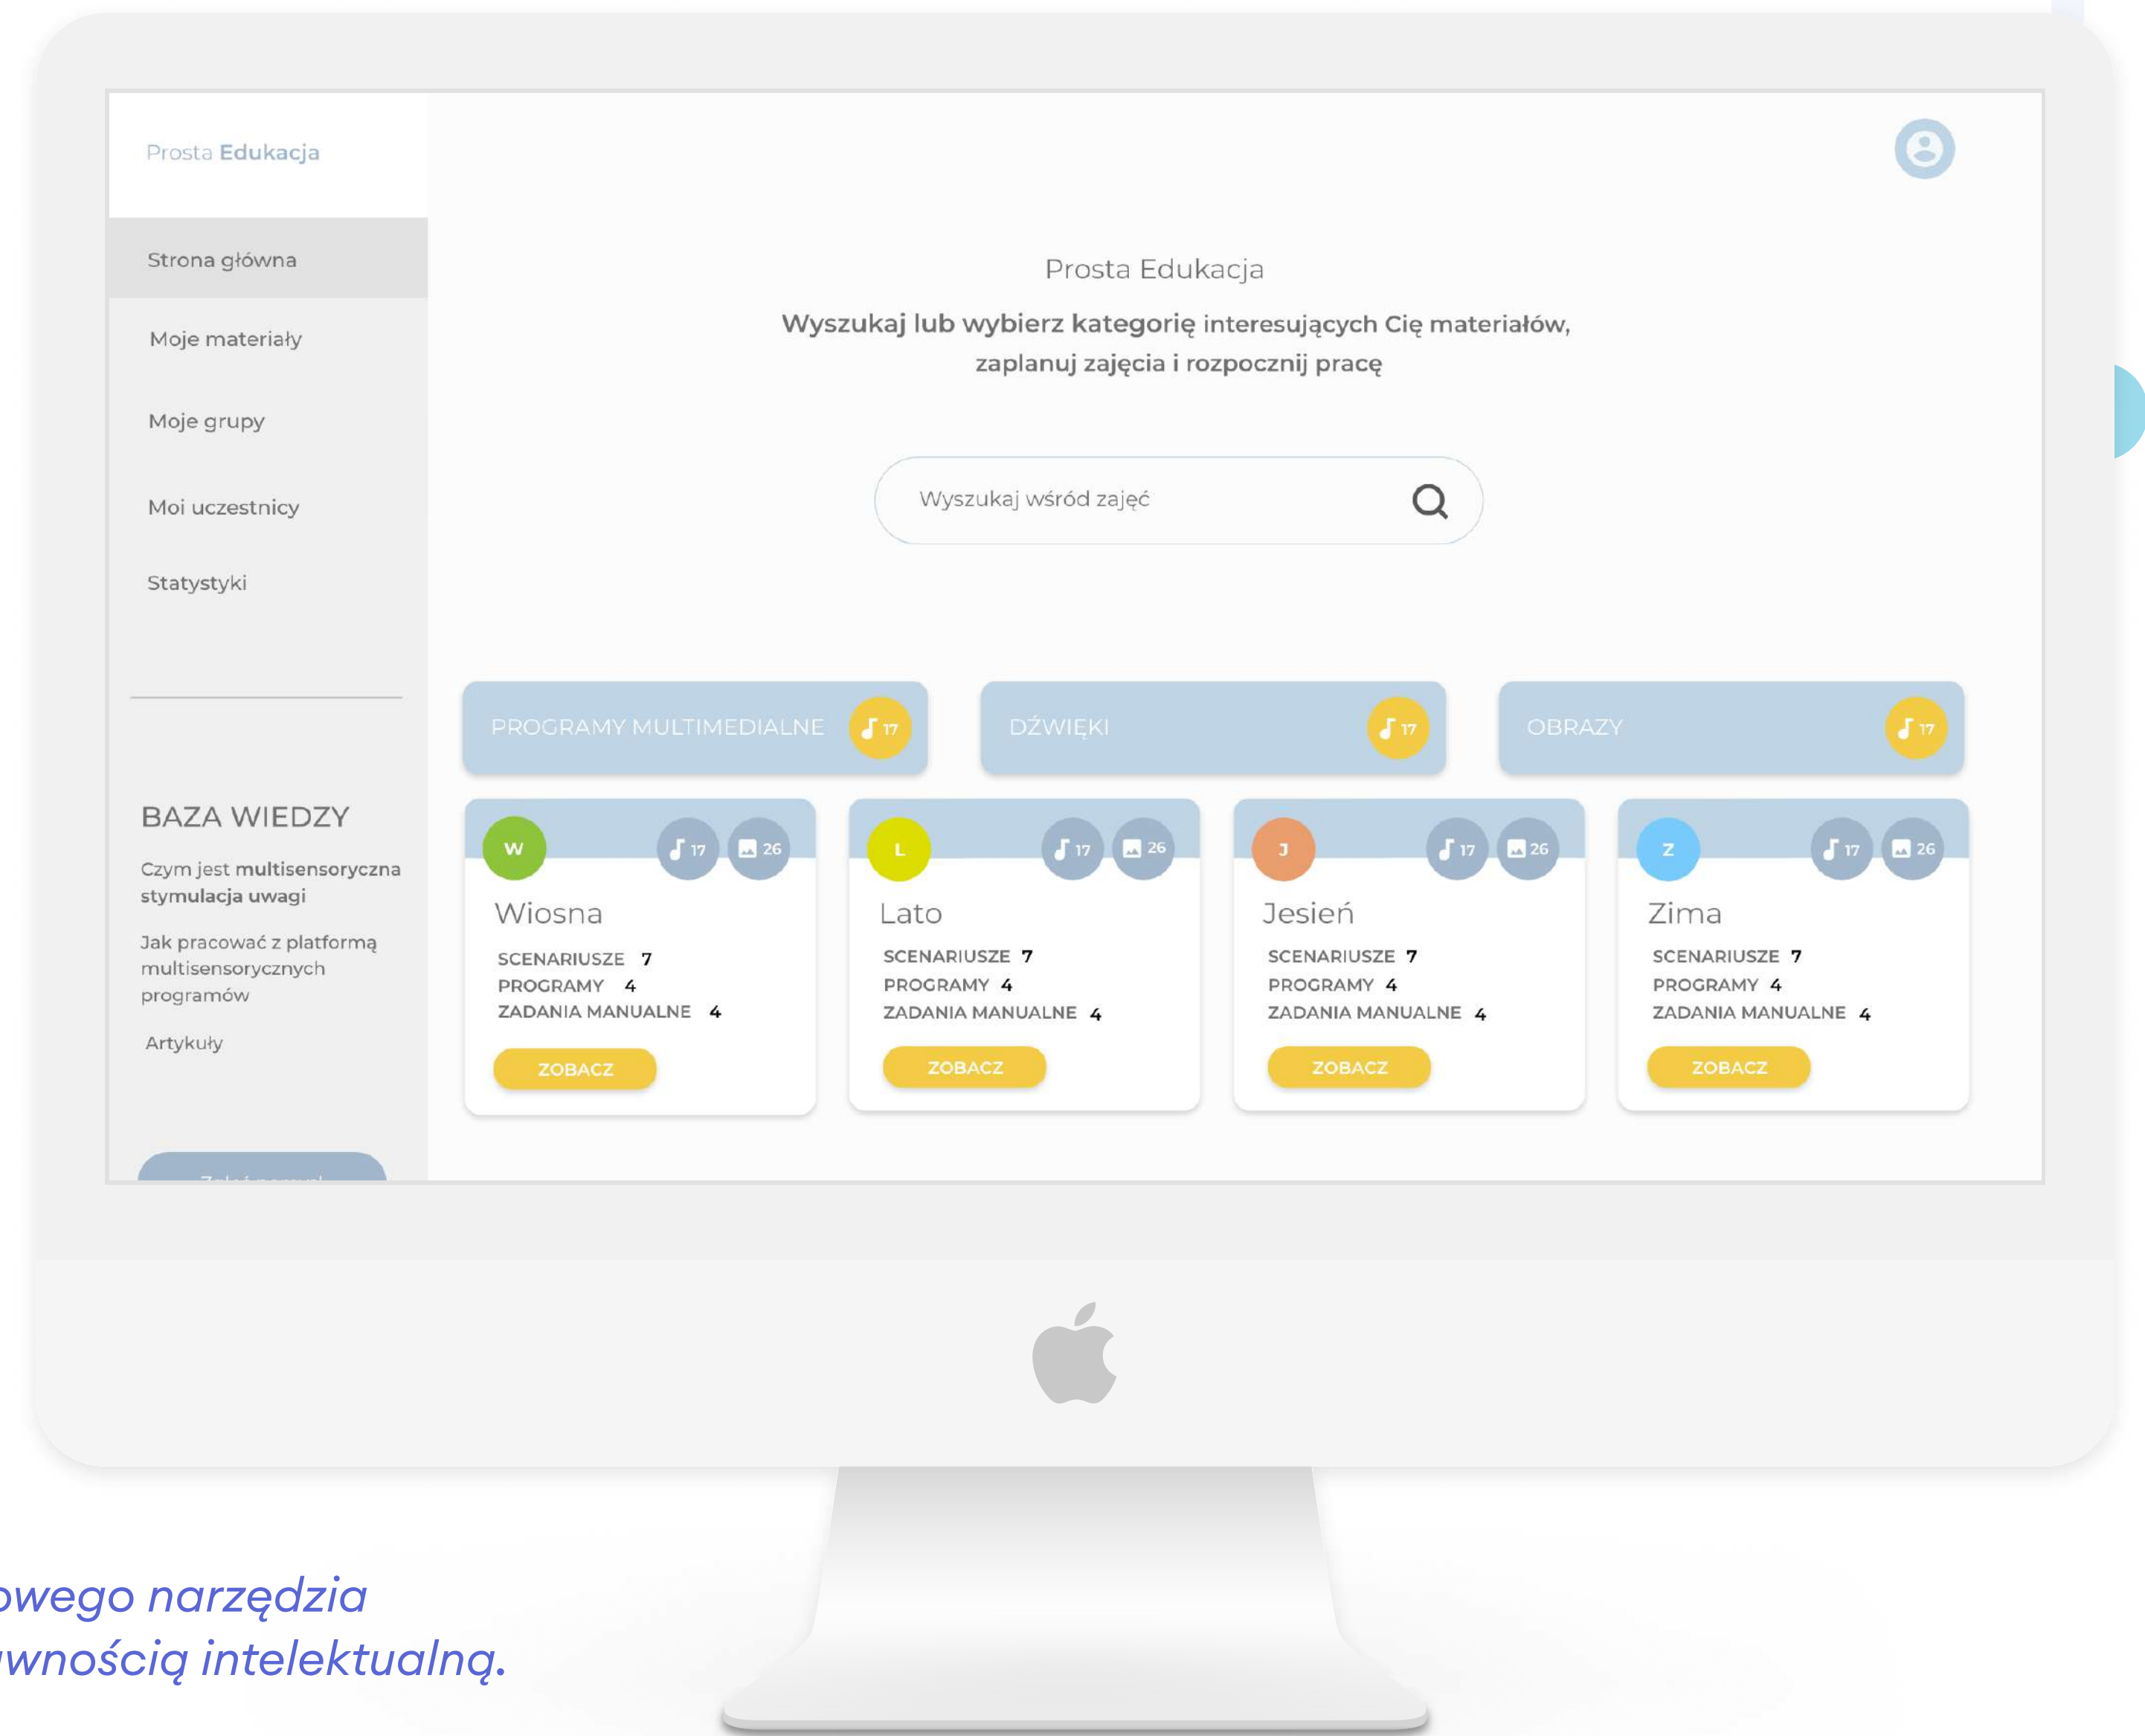 Prosta Edukacja
Strona główna
Moje materiały
Moje grupy
Moi uczestnicy
Statystyki
BAZA WIEDZY
Czym jest multisensoryczna
stymulacja uwagi
Jak pracować z platformą
multisensorycznych
programów
Artykuły
Prosta Edukacja
Wyszukaj lub wybierz kategorię interesujących Cię materiałów,
zaplanuj zajęcia i rozpocznij pracę
Wyszukaj wśród zajęć
PROGRAMY MULTIMEDIALNE 17
DŹWIĘKI 17
OBRAZY 17
W 17 26
Wiosna
SCENARIUSZE 7
PROGRAMY 4
ZADANIA MANUALNE 4
ZOBACZ
L 17 26
Lato
SCENARIUSZE 7
PROGRAMY 4
ZADANIA MANUALNE 4
ZOBACZ
J 17 26
Jesień
SCENARIUSZE 7
PROGRAMY 4
ZADANIA MANUALNE 4
ZOBACZ
Z 17 26
Zima
SCENARIUSZE 7
PROGRAMY 4
ZADANIA MANUALNE 4
ZOBACZ
owego narzędzia
wnością intelektualną.